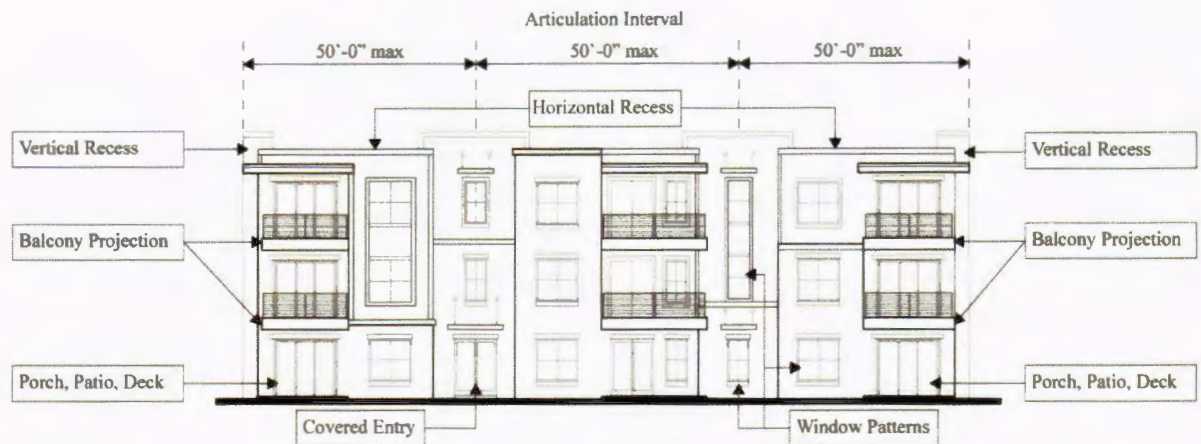 Articulation Interval
50'-0" max 50'-0" max 50'-0" max
Horizontal Recess
Vertical Recess Vertical Recess
Balcony Projection Balcony Projection
Porch, Patio, Deck Porch, Patio, Deck
Covered Entry Window Patterns